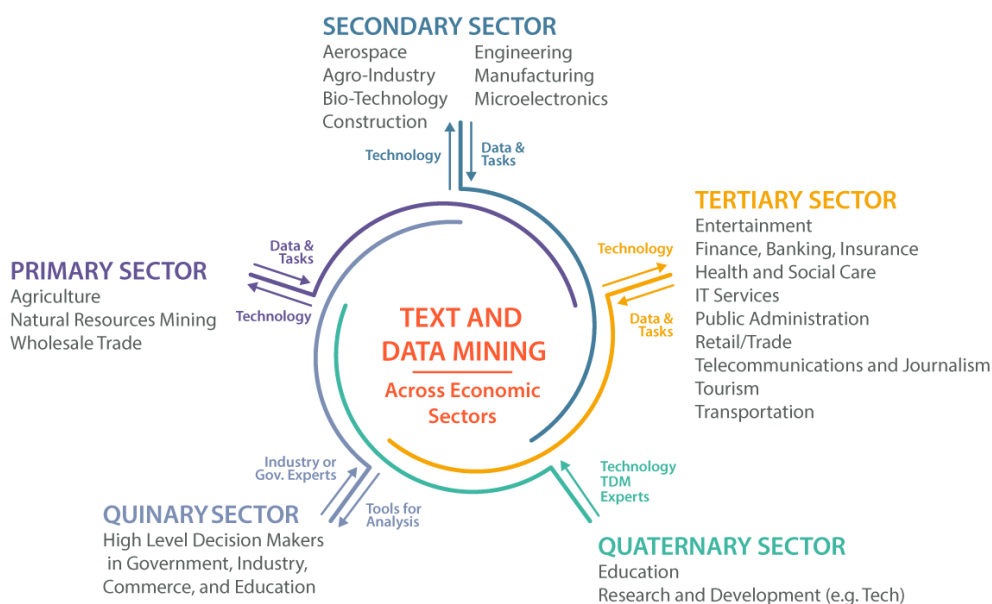 SECONDARY SECTOR
Aerospace
Agro-Industry
Bio-Technology
Construction
Engineering
Manufacturing
Microelectronics
Technology
Data &
Tasks
TERTIARY SECTOR
Entertainment
Finance, Banking, Insurance
Health and Social Care
IT Services
Public Administration
Retail/Trade
Telecommunications and Journalism
Tourism
Transportation
Technology
Data &
Tasks
PRIMARY SECTOR
Agriculture
Natural Resources Mining
Wholesale Trade
Data &
Tasks
Technology
TEXT AND
DATA MINING
Across Economic
Sectors
Industry or
Gov. Experts
Tools for
Analysis
QUINARY SECTOR
High Level Decision Makers
in Government, Industry,
Commerce, and Education
Technology
TDM
Experts
QUATERNARY SECTOR
Education
Research and Development (e.g. Tech)